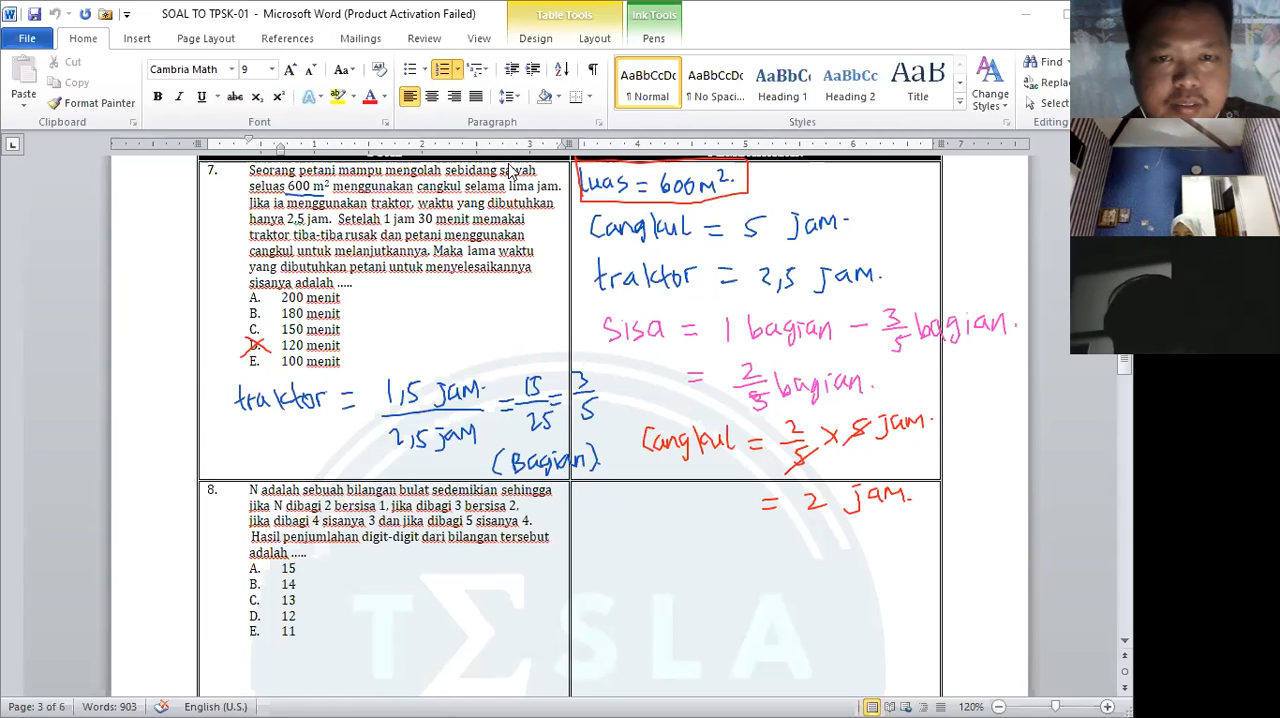 SOAL TO TPSK-01 - Microsoft Word (Product Activation Failed)
Table Tools
Ink Tools
File
Home
Insert
Page Layout
References
Mailings
Review
View
Design
Layout
Pens
Cut
Copy
Format Painter
Paste
Clipboard
Cambria Math
9
Font
Paragraph
AaBbCcDc
¶ Normal
AaBbCcDc
¶ No Spaci...
AaBbCc
Heading 1
AaBbCc
Heading 2
AaB
Title
Change
Styles
Styles
Find
Replace
Select
Editing
7.
Seorang petani mampu mengolah sebidang sawah
seluas 600 m² menggunakan cangkul selama lima jam.
Jika ia menggunakan traktor, waktu yang dibutuhkan
hanya 2,5 jam. Setelah 1 jam 30 menit memakai
traktor tiba-tiba rusak dan petani menggunakan
cangkul untuk melanjutkannya. Maka lama waktu
yang dibutuhkan petani untuk menyelesaikannya
sisanya adalah .....
A. 200 menit
B. 180 menit
C. 150 menit
D. 120 menit
E. 100 menit
traktor = 1,5 jam / 2,5 jam = 15/25 = 3/5
(Bagian).
luas = 600 m².
Cangkul = 5 jam.
traktor = 2,5 jam.
Sisa = 1 bagian − 3/5 bagian.
= 2/5 bagian.
Cangkul = 2/5 × 5 jam.
= 2 jam.
8.
N adalah sebuah bilangan bulat sedemikian sehingga
jika N dibagi 2 bersisa 1, jika dibagi 3 bersisa 2,
jika dibagi 4 sisanya 3 dan jika dibagi 5 sisanya 4.
Hasil penjumlahan digit-digit dari bilangan tersebut
adalah .....
A. 15
B. 14
C. 13
D. 12
E. 11
TΣSLA
Page: 3 of 6
Words: 903
English (U.S.)
120%